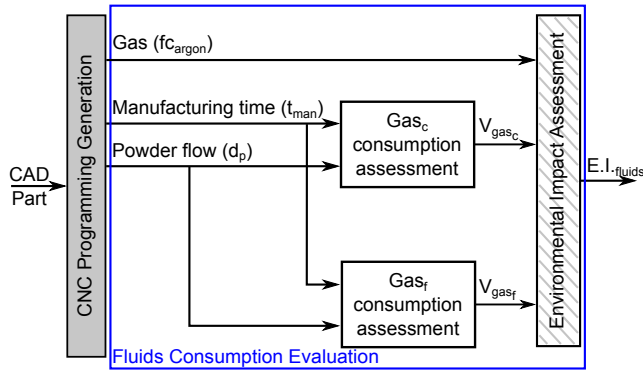 Gas (fc_argon)
Manufacturing time (t_man)
Powder flow (d_p)
CAD
Part
CNC Programming Generation
Gas_c
consumption
assessment
V_gas_c
Gas_f
consumption
assessment
V_gas_f
Environmental Impact Assessment
E.I._fluids
Fluids Consumption Evaluation